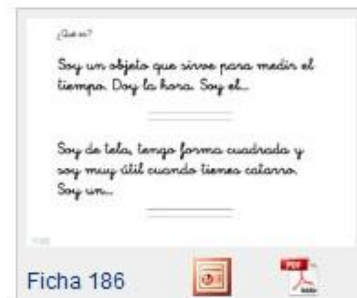 ¿Qué es?
Soy un objeto que sirve para medir el
tiempo. Doy la hora. Soy el...
Soy de tela, tengo forma cuadrada y
soy muy útil cuando tienes catarro.
Soy un...
Ficha 186
PDF
Adobe